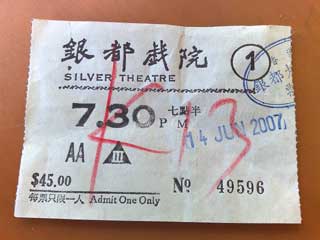 銀都戲院
1
SILVER THEATRE
7.30 七點半
P M
14 JUN 2007
K13
AA III
$45.00
每票只限一人 Admit One Only
No 49596